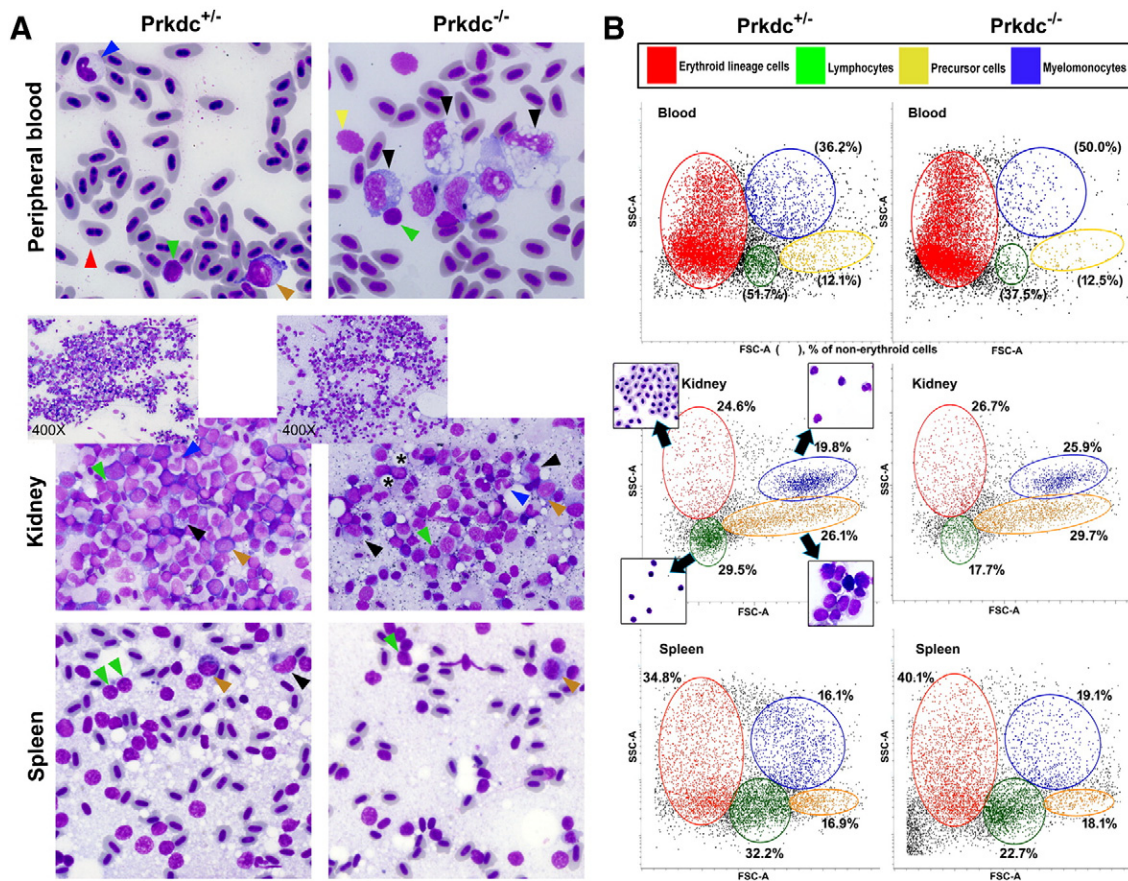 A
Prkdc+/-
Prkdc-/-
Peripheral blood
Kidney
400X
400X
Spleen
B
Prkdc+/-
Prkdc-/-
Erythroid lineage cells
Lymphocytes
Precursor cells
Myelomonocytes
Blood
Blood
(36.2%)
(50.0%)
SSC-A
SSC-A
(51.7%)
(12.1%)
(37.5%)
(12.5%)
FSC-A ( ), % of non-erythroid cells
FSC-A
Kidney
Kidney
24.6%
19.8%
26.7%
25.9%
SSC-A
SSC-A
26.1%
29.5%
29.7%
17.7%
FSC-A
FSC-A
Spleen
Spleen
34.8%
16.1%
40.1%
19.1%
SSC-A
SSC-A
16.9%
32.2%
18.1%
22.7%
FSC-A
FSC-A
*
*